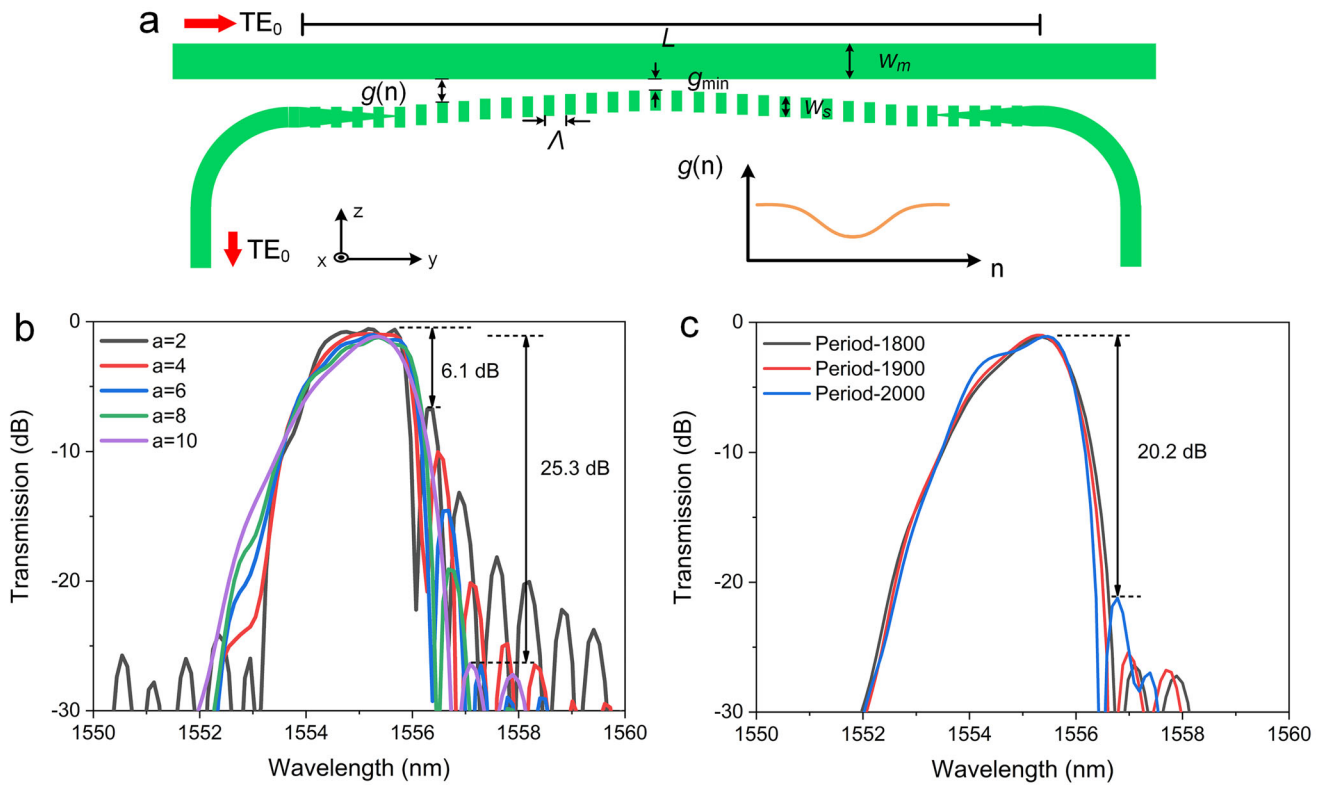 a
TE0
L
wm
g(n)
gmin
ws
Λ
g(n)
n
z
x
y
TE0
b
0
-10
-20
-30
Transmission (dB)
a=2
a=4
a=6
a=8
a=10
6.1 dB
25.3 dB
1550 1552 1554 1556 1558 1560
Wavelength (nm)
c
0
-10
-20
-30
Transmission (dB)
Period-1800
Period-1900
Period-2000
20.2 dB
1550 1552 1554 1556 1558 1560
Wavelength (nm)